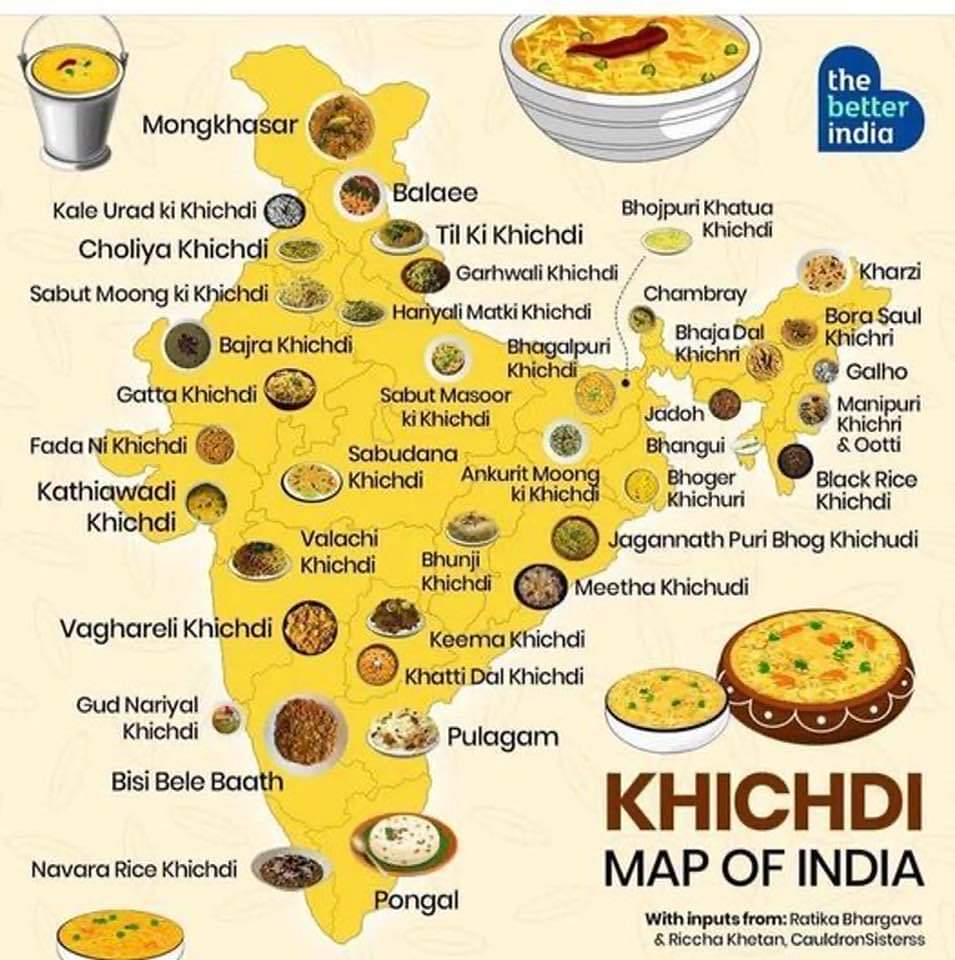 the
better
india
Mongkhasar
Balaee
Kale Urad ki Khichdi
Bhojpuri Khatua
Khichdi
Choliya Khichdi
Til Ki Khichdi
Garhwali Khichdi
Kharzi
Sabut Moong ki Khichdi
Hariyali Matki Khichdi
Chambray
Bora Saul
Khichri
Bhaja Dal
Khichri
Bajra Khichdi
Bhagalpuri
Khichdi
Galho
Gatta Khichdi
Sabut Masoor
ki Khichdi
Jadoh
Manipuri
Khichri
& Ootti
Fada Ni Khichdi
Sabudana
Khichdi
Bhangui
Ankurit Moong
ki Khichdi
Bhoger
Khichuri
Black Rice
Khichdi
Kathiawadi
Khichdi
Valachi
Khichdi
Bhunji
Khichdi
Jagannath Puri Bhog Khichudi
Meetha Khichudi
Vaghareli Khichdi
Keema Khichdi
Khatti Dal Khichdi
Gud Nariyal
Khichdi
Pulagam
Bisi Bele Baath
Navara Rice Khichdi
Pongal
KHICHDI
MAP OF INDIA
With inputs from: Ratika Bhargava
& Riccha Khetan, CauldronSisterss